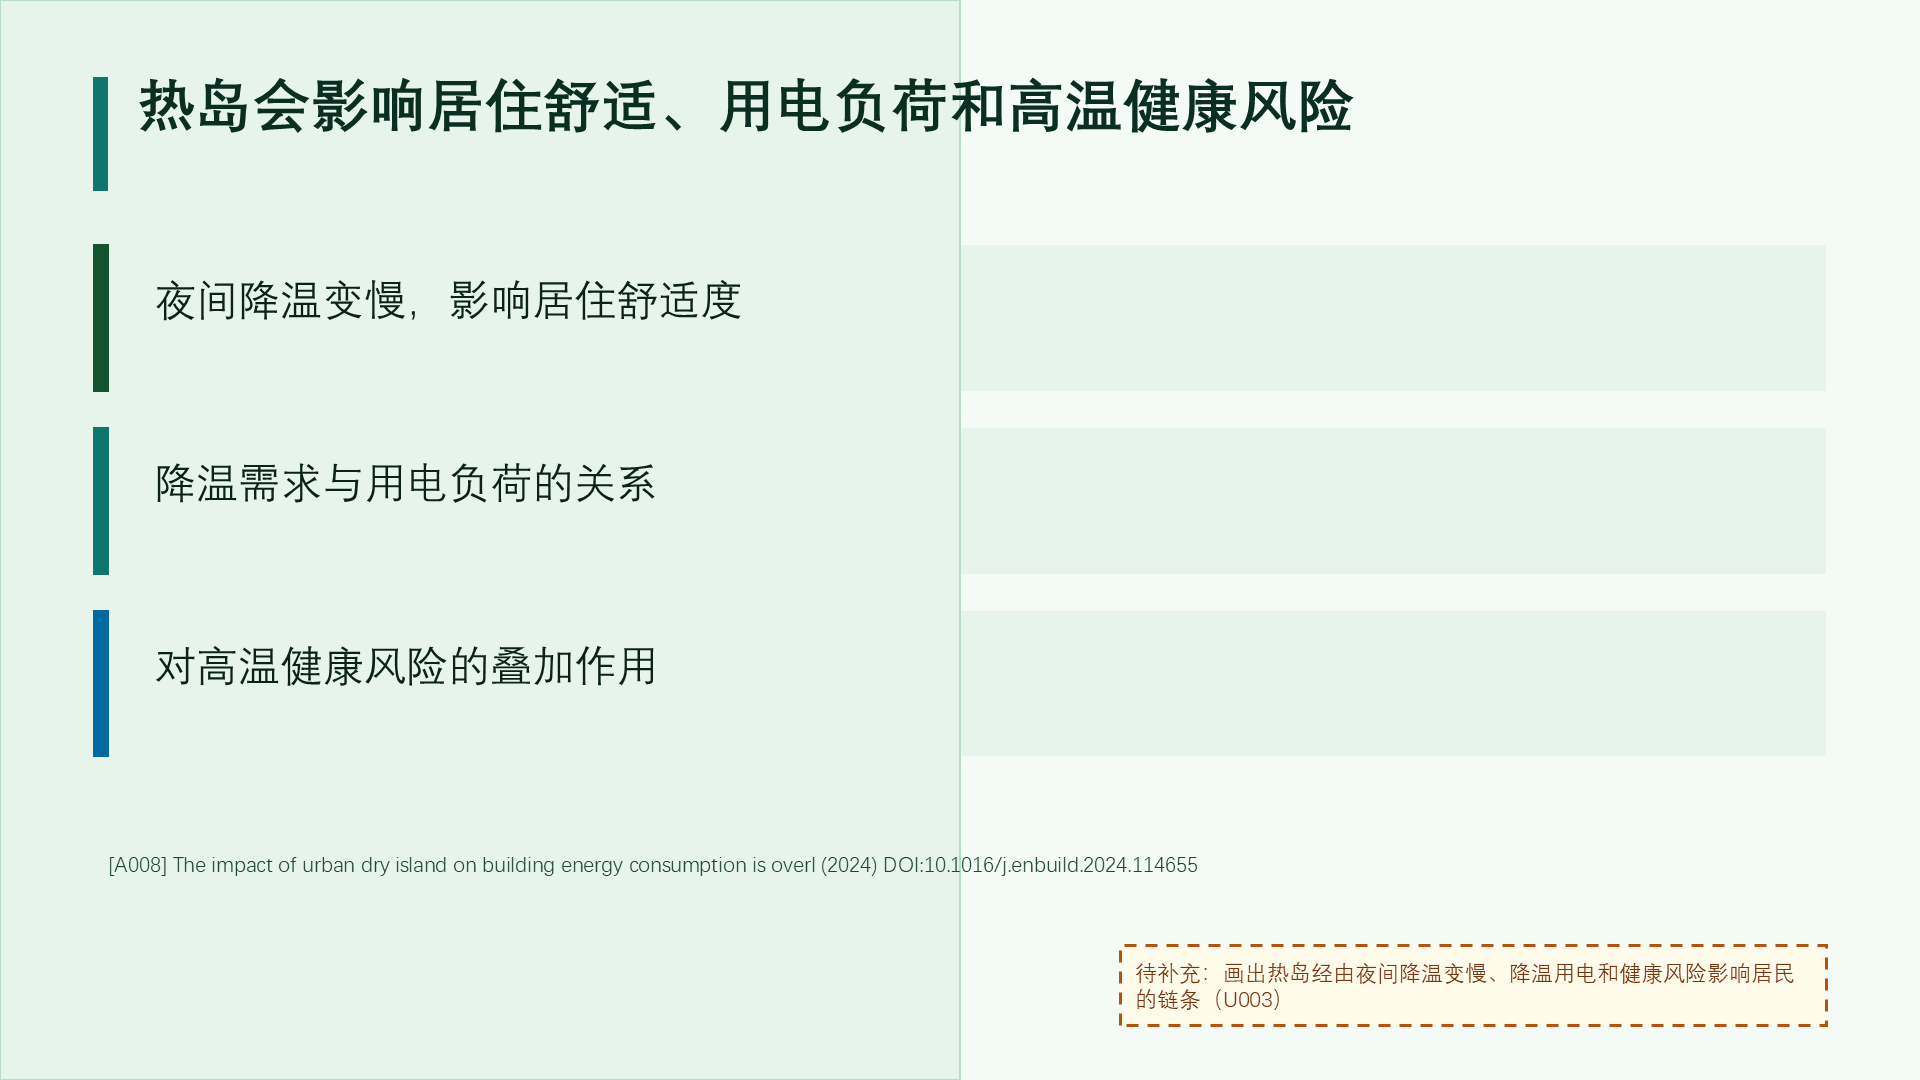 热岛会影响居住舒适、用电负荷和高温健康风险
夜间降温变慢，影响居住舒适度
降温需求与用电负荷的关系
对高温健康风险的叠加作用
[A008] The impact of urban dry island on building energy consumption is overl (2024) DOI:10.1016/j.enbuild.2024.114655
待补充：画出热岛经由夜间降温变慢、降温用电和健康风险影响居民
的链条（U003）